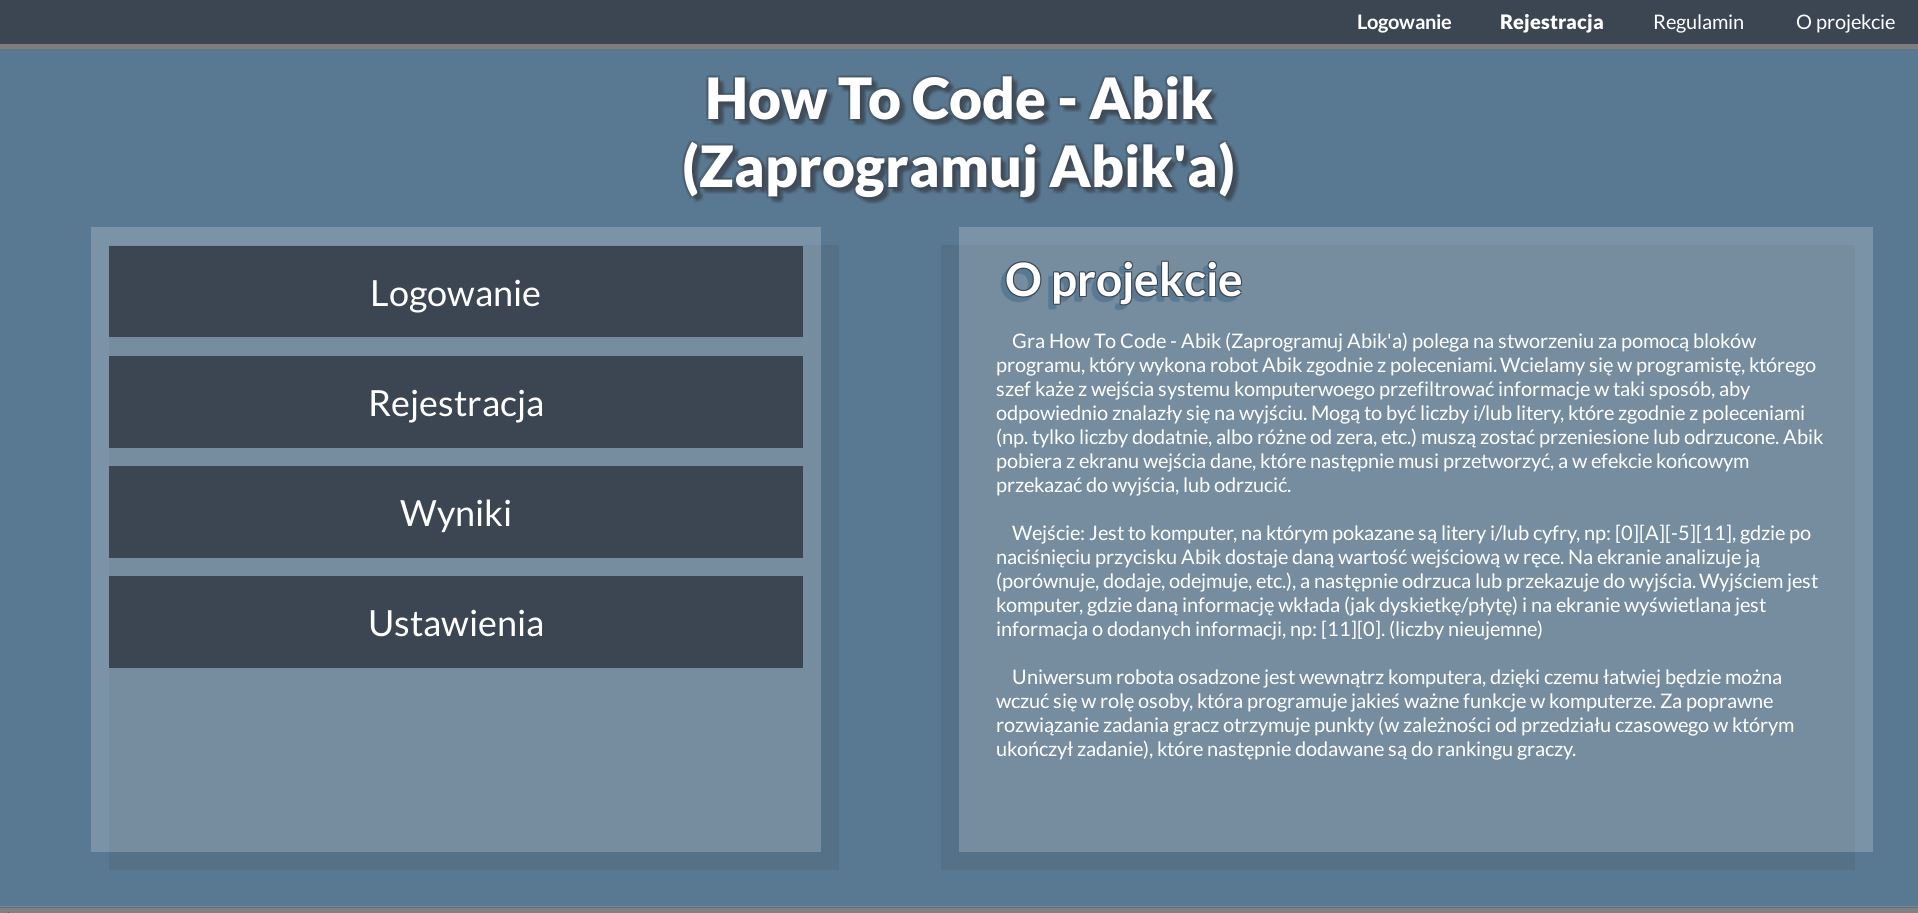 Logowanie Rejestracja Regulamin O projekcie
How To Code - Abik
(Zaprogramuj Abik'a)
Logowanie
Rejestracja
Wyniki
Ustawienia
O projekcie
Gra How To Code - Abik (Zaprogramuj Abik'a) polega na stworzeniu za pomocą bloków
programu, który wykona robot Abik zgodnie z poleceniami. Wcielamy się w programistę, którego
szef każe z wejścia systemu komputerwoego przefiltrować informacje w taki sposób, aby
odpowiednio znalazły się na wyjściu. Mogą to być liczby i/lub litery, które zgodnie z poleceniami
(np. tylko liczby dodatnie, albo różne od zera, etc.) muszą zostać przeniesione lub odrzucone. Abik
pobiera z ekranu wejścia dane, które następnie musi przetworzyć, a w efekcie końcowym
przekazać do wyjścia, lub odrzucić.
Wejście: Jest to komputer, na którym pokazane są litery i/lub cyfry, np: [0][A][-5][11], gdzie po
naciśnięciu przycisku Abik dostaje daną wartość wejściową w ręce. Na ekranie analizuje ją
(porównuje, dodaje, odejmuje, etc.), a następnie odrzuca lub przekazuje do wyjścia. Wyjściem jest
komputer, gdzie daną informację wkłada (jak dyskietkę/płytę) i na ekranie wyświetlana jest
informacja o dodanych informacji, np: [11][0]. (liczby nieujemne)
Uniwersum robota osadzone jest wewnątrz komputera, dzięki czemu łatwiej będzie można
wczuć się w rolę osoby, która programuje jakieś ważne funkcje w komputerze. Za poprawne
rozwiązanie zadania gracz otrzymuje punkty (w zależności od przedziału czasowego w którym
ukończył zadanie), które następnie dodawane są do rankingu graczy.